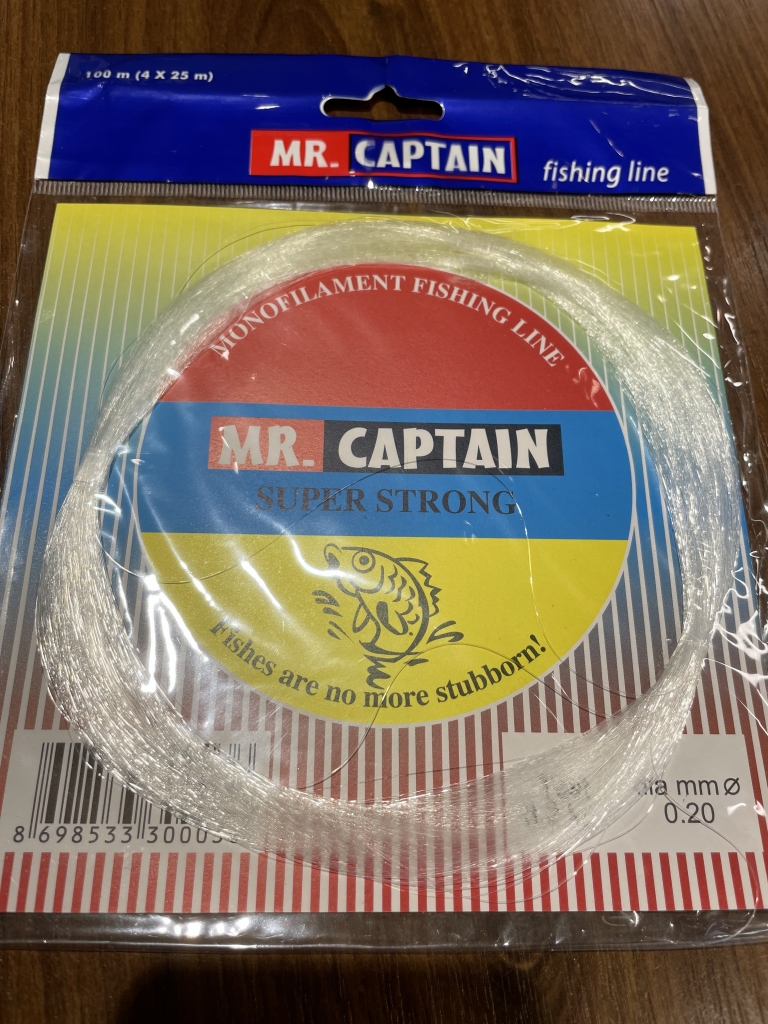 100 m (4 X 25 m)
MR. CAPTAIN
fishing line
MONOFILAMENT FISHING LINE
MR. CAPTAIN
SUPER STRONG
Fishes are no more stubborn!
dia mm Ø
0.20